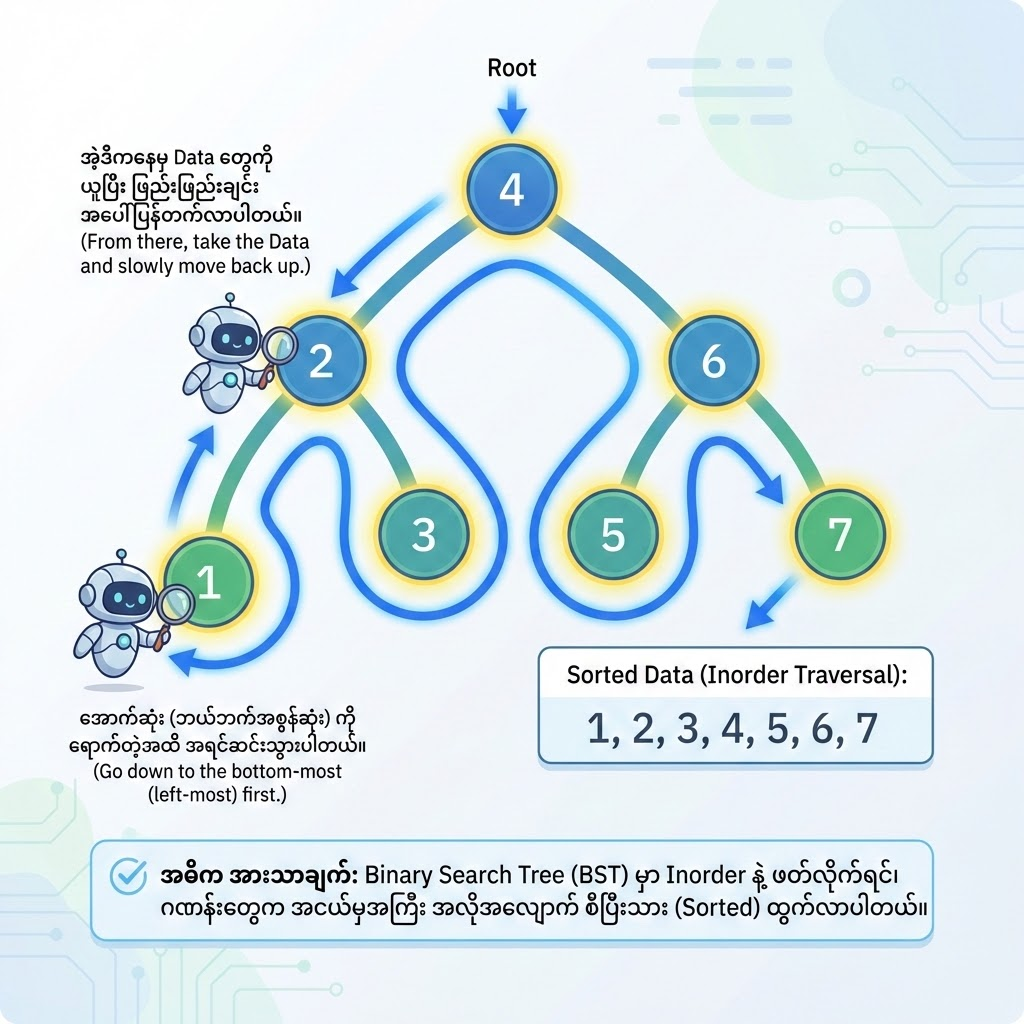 Root
4
အဲ့ဒီကနေမှ Data တွေကို
ယူပြီး ဖြည်းဖြည်းချင်း
အပေါ်ပြန်တက်လာပါတယ်။
(From there, take the Data
and slowly move back up.)
2
6
3
5
7
1
Sorted Data (Inorder Traversal):
1, 2, 3, 4, 5, 6, 7
အောက်ဆုံး (ဘယ်ဘက်အစွန်ဆုံး) ကို
ရောက်တဲ့အထိ အရင်ဆင်းသွားပါတယ်။
(Go down to the bottom-most
(left-most) first.)
အဓိက အားသာချက်: Binary Search Tree (BST) မှာ Inorder နဲ့ ဖတ်လိုက်ရင်၊
ဂဏန်းတွေက အငယ်မှအကြီး အလိုအလျောက် စီပြီးသား (Sorted) ထွက်လာပါတယ်။